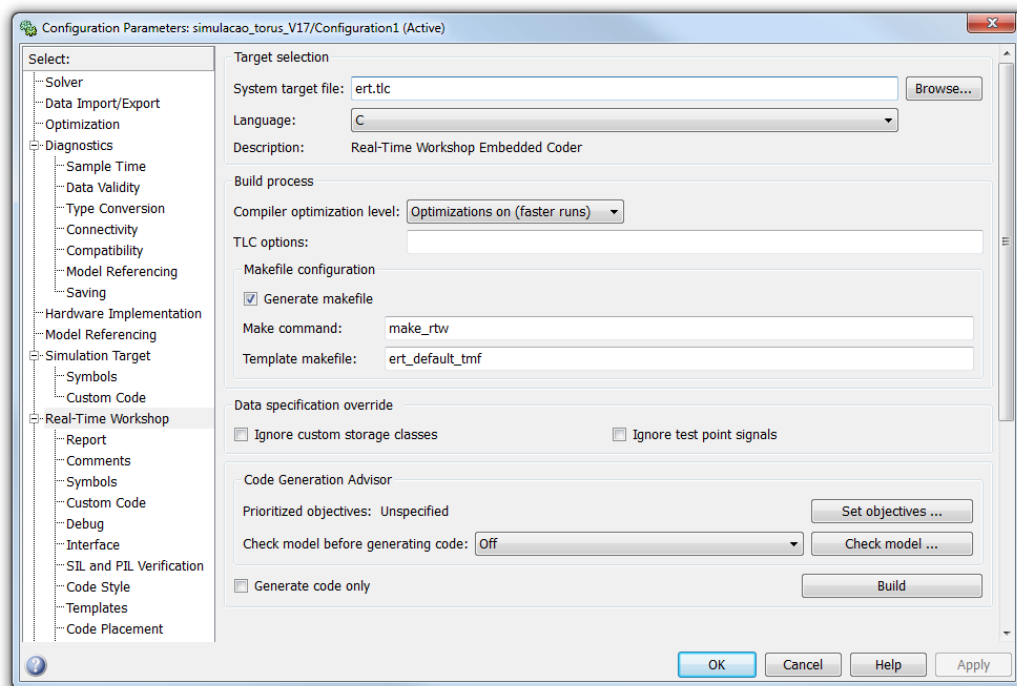 Configuration Parameters: simulacao_torus_V17/Configuration1 (Active)
Select:
Solver
Data Import/Export
Optimization
Diagnostics
Sample Time
Data Validity
Type Conversion
Connectivity
Compatibility
Model Referencing
Saving
Hardware Implementation
Model Referencing
Simulation Target
Symbols
Custom Code
Real-Time Workshop
Report
Comments
Symbols
Custom Code
Debug
Interface
SIL and PIL Verification
Code Style
Templates
Code Placement
Target selection
System target file: ert.tlc Browse...
Language: C
Description: Real-Time Workshop Embedded Coder
Build process
Compiler optimization level: Optimizations on (faster runs)
TLC options:
Makefile configuration
Generate makefile
Make command: make_rtw
Template makefile: ert_default_tmf
Data specification override
Ignore custom storage classes Ignore test point signals
Code Generation Advisor
Prioritized objectives: Unspecified Set objectives ...
Check model before generating code: Off Check model ...
Generate code only Build
OK Cancel Help Apply